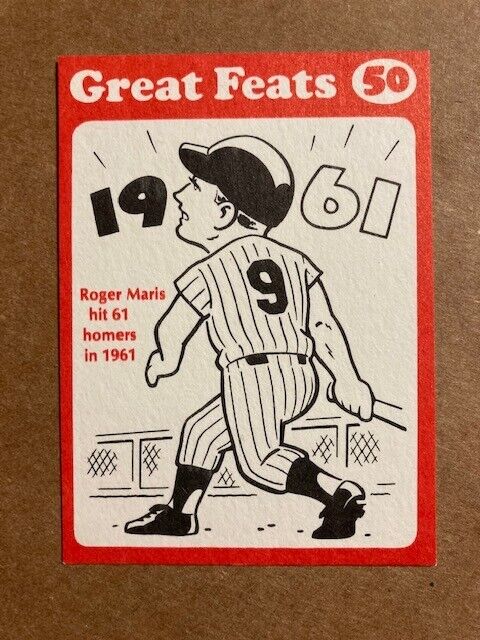 Great Feats 50
19 61
Roger Maris
hit 61
homers
in 1961
9